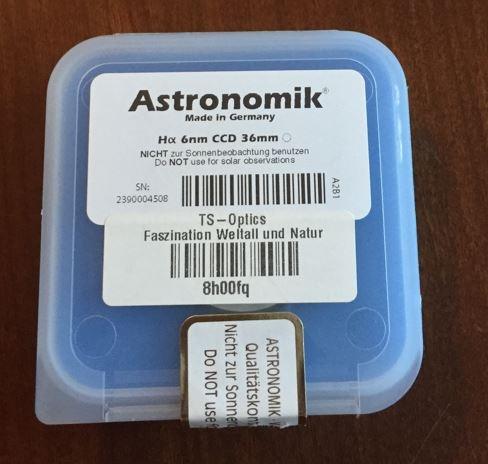 Astronomik®
Made in Germany
Hα 6nm CCD 36mm
NICHT zur Sonnenbeobachtung benutzen
Do NOT use for solar observations
SN:
2390004508
A2B1
TS-Optics
Faszination Weltall und Natur
8h00fq
ASTRONOMIK
Qualitätskon
Nicht zur Sonnen
Do NOT use